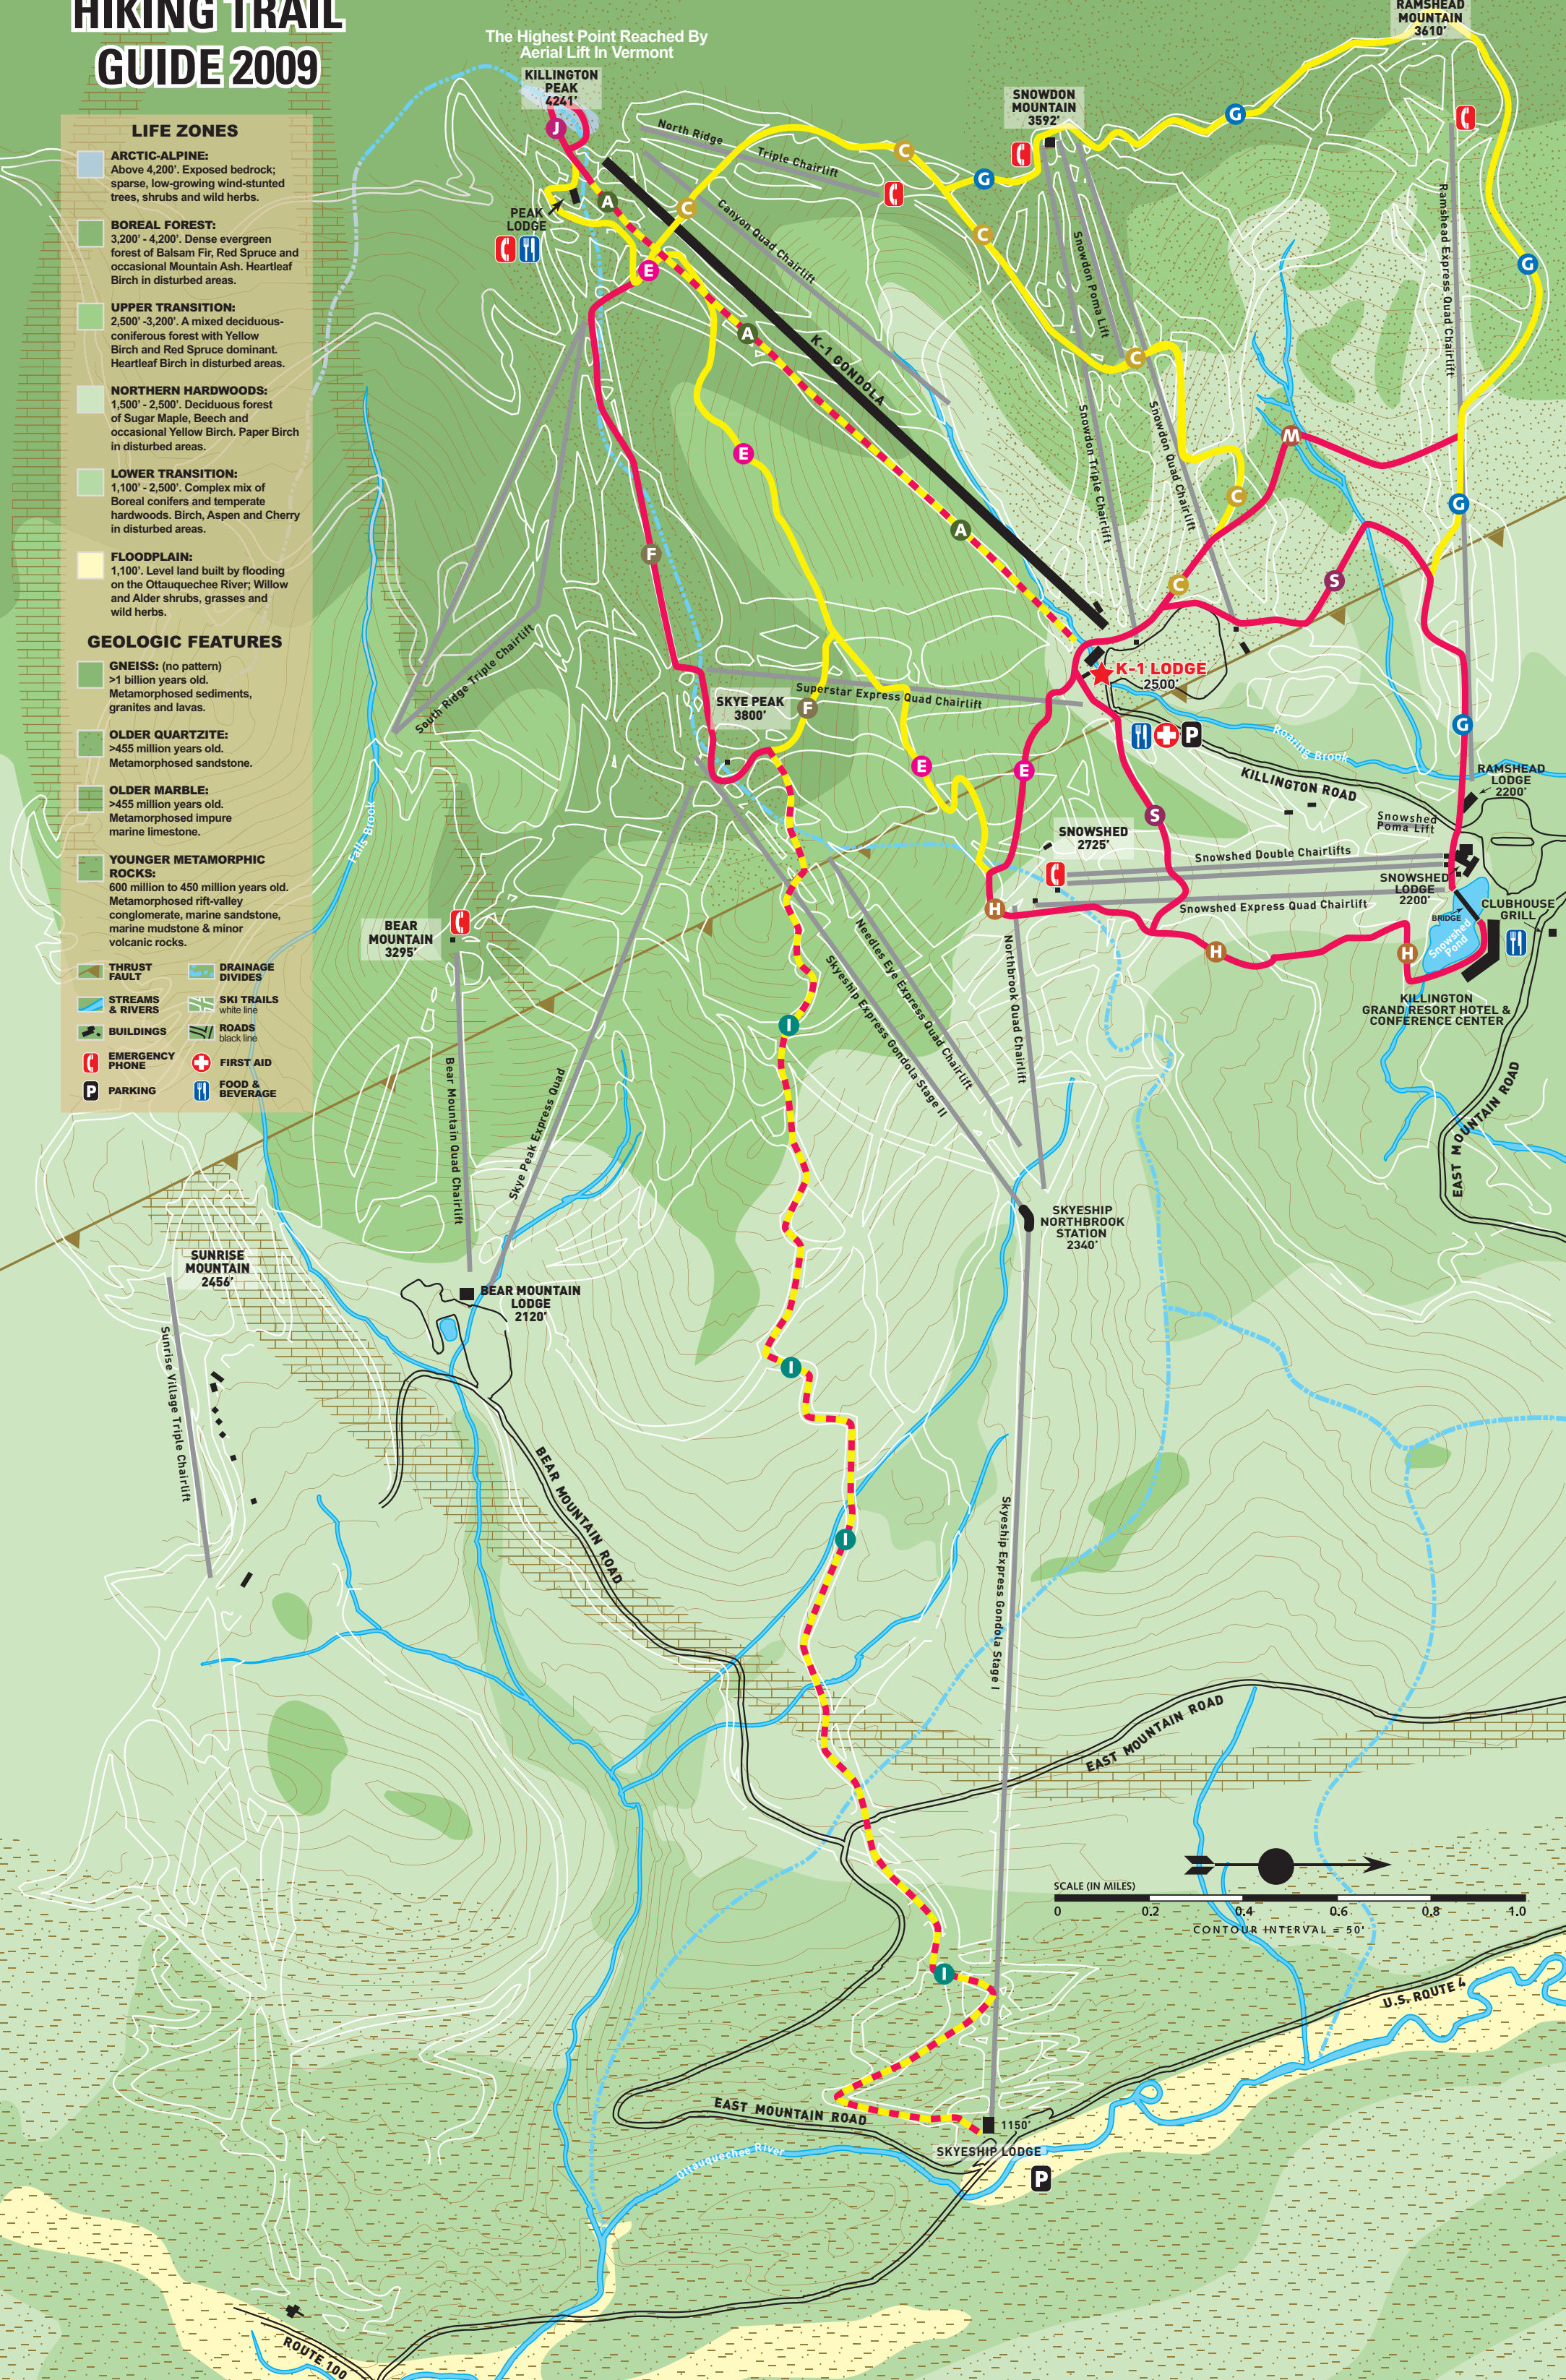 HIKING TRAIL
GUIDE 2009
The Highest Point Reached By
Aerial Lift In Vermont
KILLINGTON
PEAK
4241'
J
RAMSHEAD
MOUNTAIN
3610'
SNOWDON
MOUNTAIN
3592'
G
G
G
G
G
North Ridge
Triple Chairlift
Canyon Quad Chairlift
C
C
C
C
C
C
A
A
A
PEAK
LODGE
E
E
E
E
K-1 GONDOLA
Snowdon Poma Lift
Snowdon Triple Chairlift
Snowdon Quad Chairlift
Ramshead Express Quad Chairlift
M
S
S
F
F
LIFE ZONES
ARCTIC-ALPINE:
Above 4,200'. Exposed bedrock;
sparse, low-growing wind-stunted
trees, shrubs and wild herbs.
BOREAL FOREST:
3,200' - 4,200'. Dense evergreen
forest of Balsam Fir, Red Spruce and
occasional Mountain Ash. Heartleaf
Birch in disturbed areas.
UPPER TRANSITION:
2,500' -3,200'. A mixed deciduous-
coniferous forest with Yellow
Birch and Red Spruce dominant.
Heartleaf Birch in disturbed areas.
NORTHERN HARDWOODS:
1,500' - 2,500'. Deciduous forest
of Sugar Maple, Beech and
occasional Yellow Birch. Paper Birch
in disturbed areas.
LOWER TRANSITION:
1,100' - 2,500'. Complex mix of
Boreal conifers and temperate
hardwoods. Birch, Aspen and Cherry
in disturbed areas.
FLOODPLAIN:
1,100'. Level land built by flooding
on the Ottauquechee River; Willow
and Alder shrubs, grasses and
wild herbs.
GEOLOGIC FEATURES
GNEISS: (no pattern)
>1 billion years old.
Metamorphosed sediments,
granites and lavas.
OLDER QUARTZITE:
>455 million years old.
Metamorphosed sandstone.
OLDER MARBLE:
>455 million years old.
Metamorphosed impure
marine limestone.
YOUNGER METAMORPHIC
ROCKS:
600 million to 450 million years old.
Metamorphosed rift-valley
conglomerate, marine sandstone,
marine mudstone & minor
volcanic rocks.
THRUST
FAULT
DRAINAGE
DIVIDES
STREAMS
& RIVERS
SKI TRAILS
white line
BUILDINGS
ROADS
black line
EMERGENCY
PHONE
FIRST AID
P
PARKING
FOOD &
BEVERAGE
South Ridge Triple Chairlift
Falls Brook
SKYE PEAK
3800'
Superstar Express Quad Chairlift
K-1 LODGE
2500'
P
Roaring Brook
KILLINGTON ROAD
RAMSHEAD
LODGE
2200'
Snowshed
Poma Lift
SNOWSHED
2725'
Snowshed Double Chairlifts
Snowshed Express Quad Chairlift
SNOWSHED
LODGE
2200'
BRIDGE
Snowshed
Pond
CLUBHOUSE
GRILL
H
H
H
KILLINGTON
GRAND RESORT HOTEL &
CONFERENCE CENTER
EAST MOUNTAIN ROAD
BEAR
MOUNTAIN
3295'
Bear Mountain Quad Chairlift
Skye Peak Express Quad
Needles Eye Express Quad Chairlift
Skyeship Express Gondola Stage II
Northbrook Quad Chairlift
I
I
I
I
SKYESHIP
NORTHBROOK
STATION
2340'
SUNRISE
MOUNTAIN
2456'
Sunrise Village Triple Chairlift
BEAR MOUNTAIN
LODGE
2120'
BEAR MOUNTAIN ROAD
Skyeship Express Gondola Stage I
EAST MOUNTAIN ROAD
SCALE (IN MILES)
0 0.2 0.4 0.6 0.8 1.0
CONTOUR INTERVAL = 50'
U.S. ROUTE 4
EAST MOUNTAIN ROAD
1150'
SKYESHIP LODGE
P
Ottauquechee River
ROUTE 100